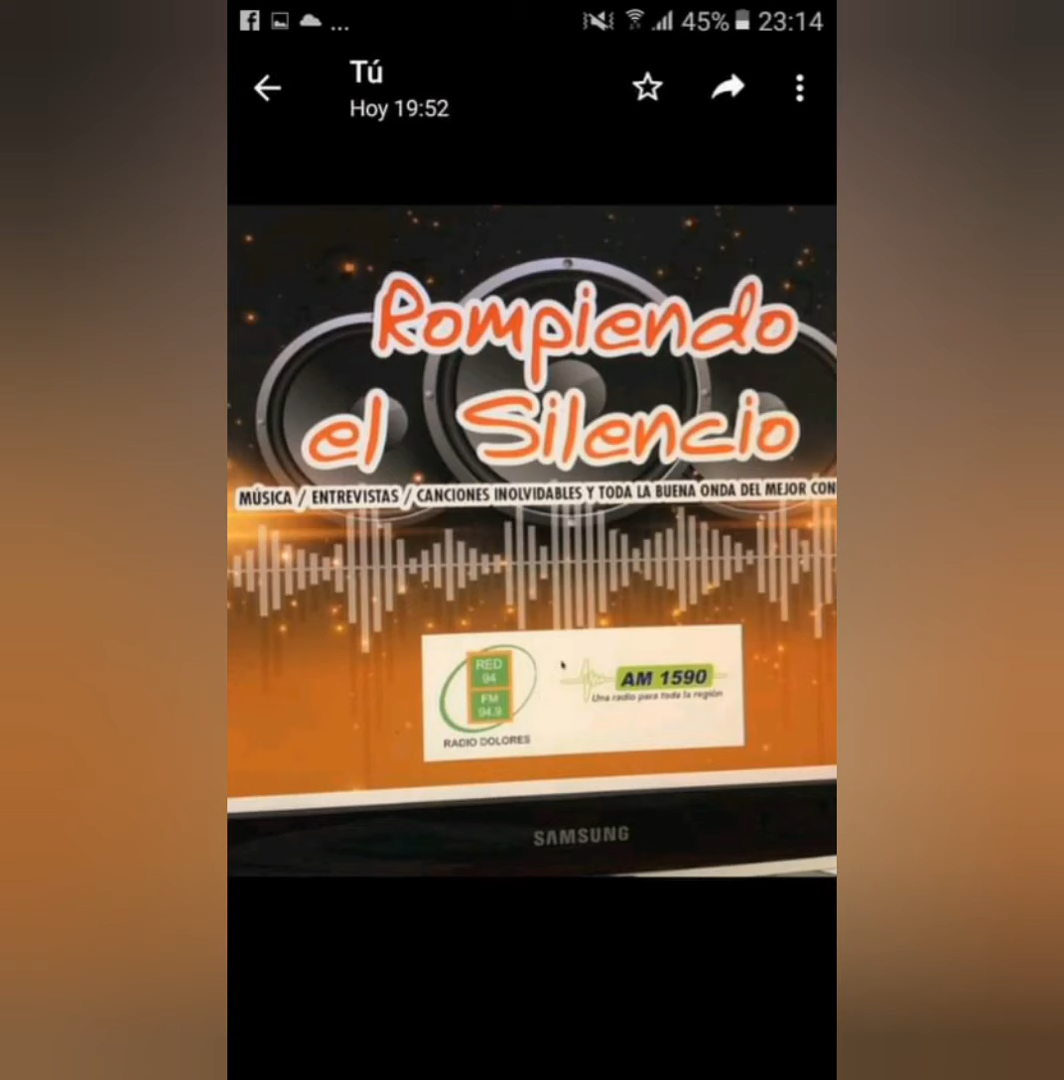 45% 23:14
Tú
Hoy 19:52
Rompiendo
el Silencio
MÚSICA / ENTREVISTAS / CANCIONES INOLVIDABLES Y TODA LA BUENA ONDA DEL MEJOR CON
RED
94
FM
94.9
RADIO DOLORES
AM 1590
Una radio para toda la región
SAMSUNG